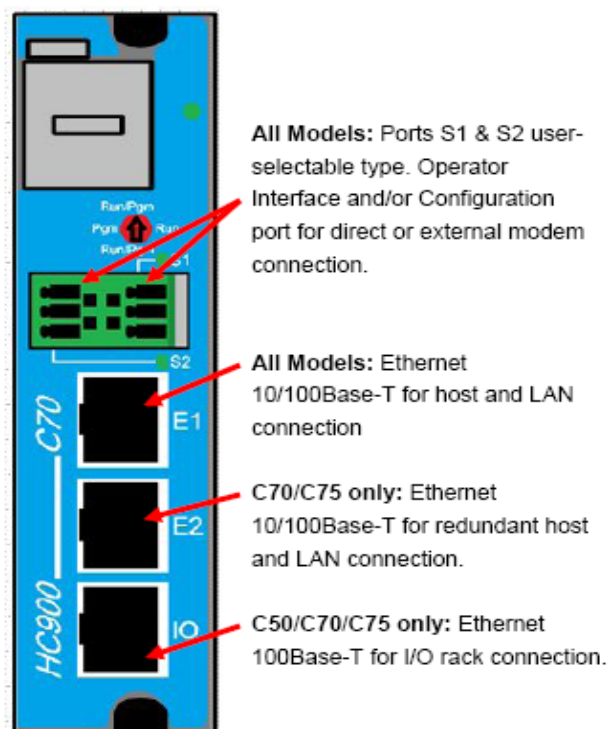 Run/Pgm
Pgm
Run
Run/Pgm
S1
S2
E1
E2
IO
HC900
C70
All Models: Ports S1 & S2 user-
selectable type. Operator
Interface and/or Configuration
port for direct or external modem
connection.
All Models: Ethernet
10/100Base-T for host and LAN
connection
C70/C75 only: Ethernet
10/100Base-T for redundant host
and LAN connection.
C50/C70/C75 only: Ethernet
100Base-T for I/O rack connection.